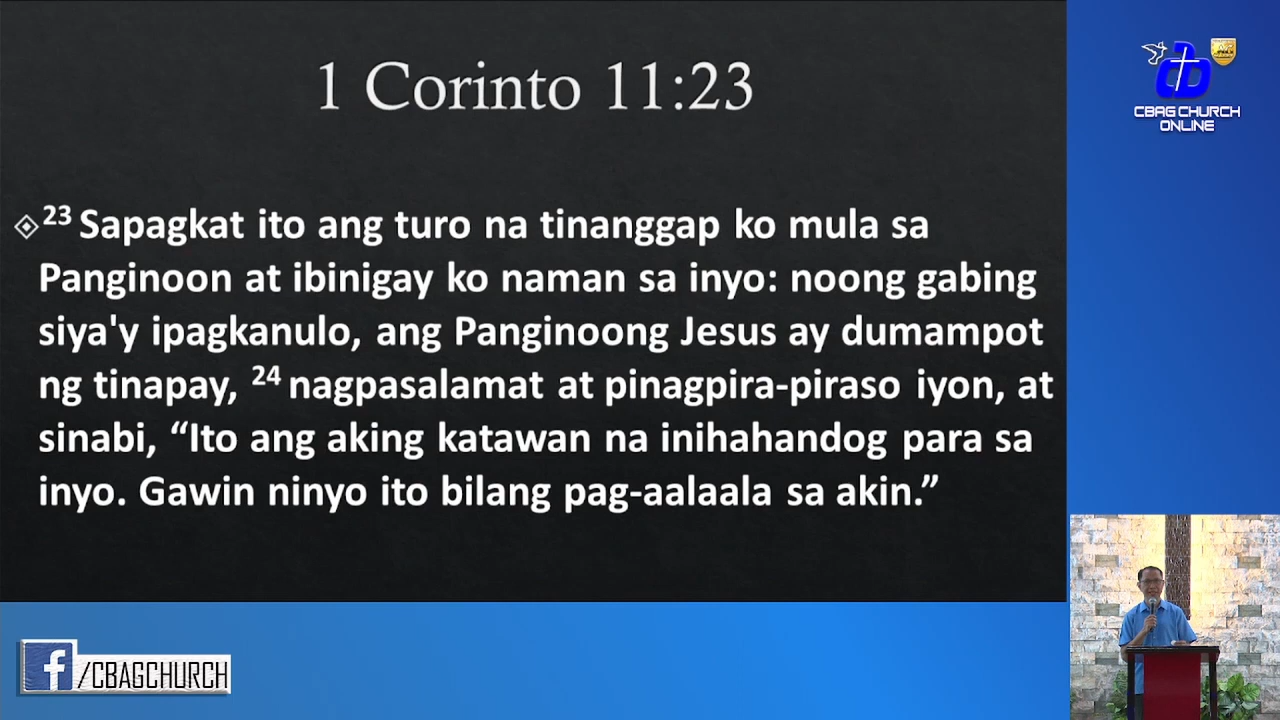 1 Corinto 11:23
23 Sapagkat ito ang turo na tinanggap ko mula sa
Panginoon at ibinigay ko naman sa inyo: noong gabing
siya'y ipagkanulo, ang Panginoong Jesus ay dumampot
ng tinapay, 24 nagpasalamat at pinagpira-piraso iyon, at
sinabi, “Ito ang aking katawan na inihahandog para sa
inyo. Gawin ninyo ito bilang pag-aalaala sa akin.”
CBAG CHURCH
ONLINE
f/CBAGCHURCH